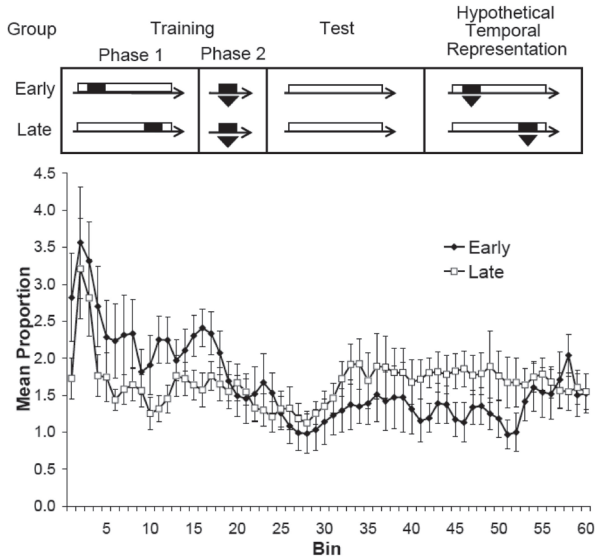 Group
Training
Test
Hypothetical
Temporal
Representation
Phase 1
Phase 2
Early
Late
4.5
4.0
3.5
3.0
2.5
2.0
1.5
1.0
0.5
0.0
Mean Proportion
Early
Late
5 10 15 20 25 30 35 40 45 50 55 60
Bin